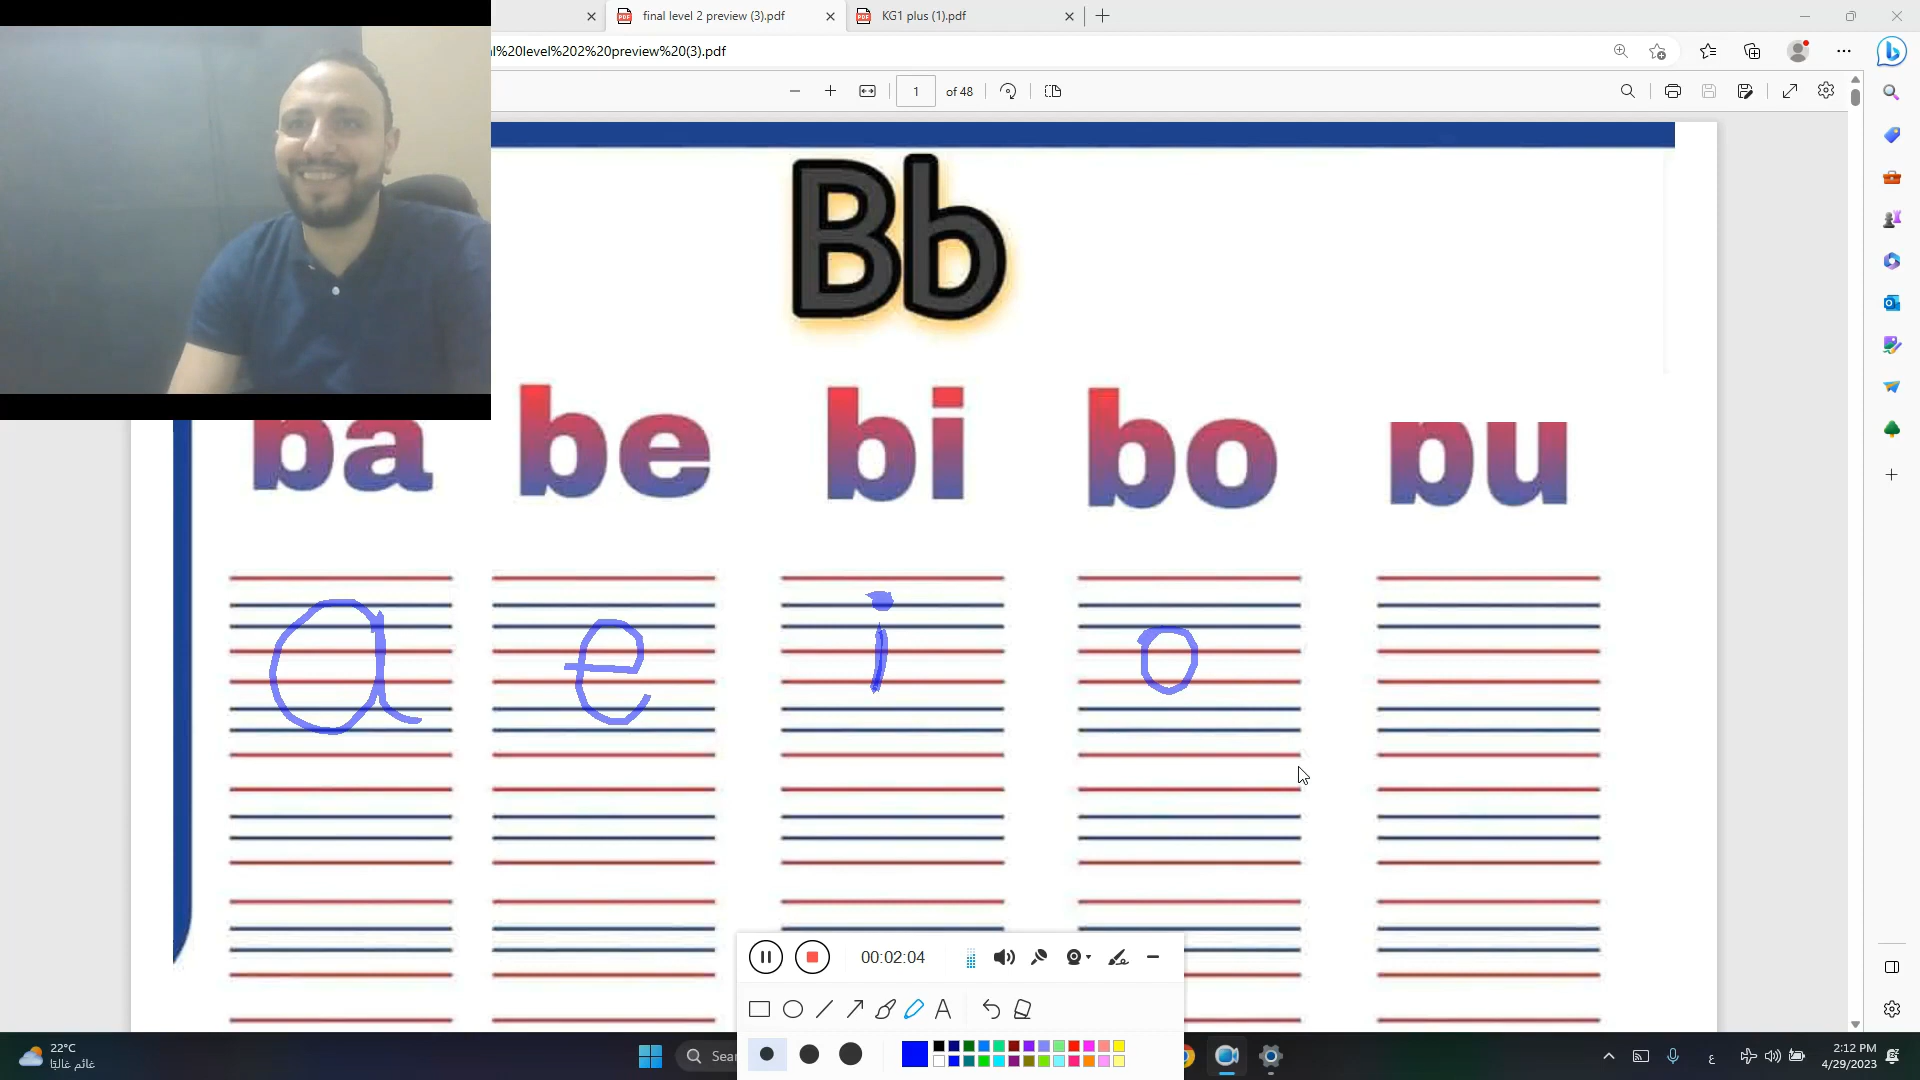 final level 2 preview (3).pdf
KG1 plus (1).pdf
l%20level%202%20preview%20(3).pdf
1 of 48
Bb
ba be bi bo bu
a e i o
00:02:04
A
22°C
غائم غالبًا
Sear
ع
2:12 PM
4/29/2023